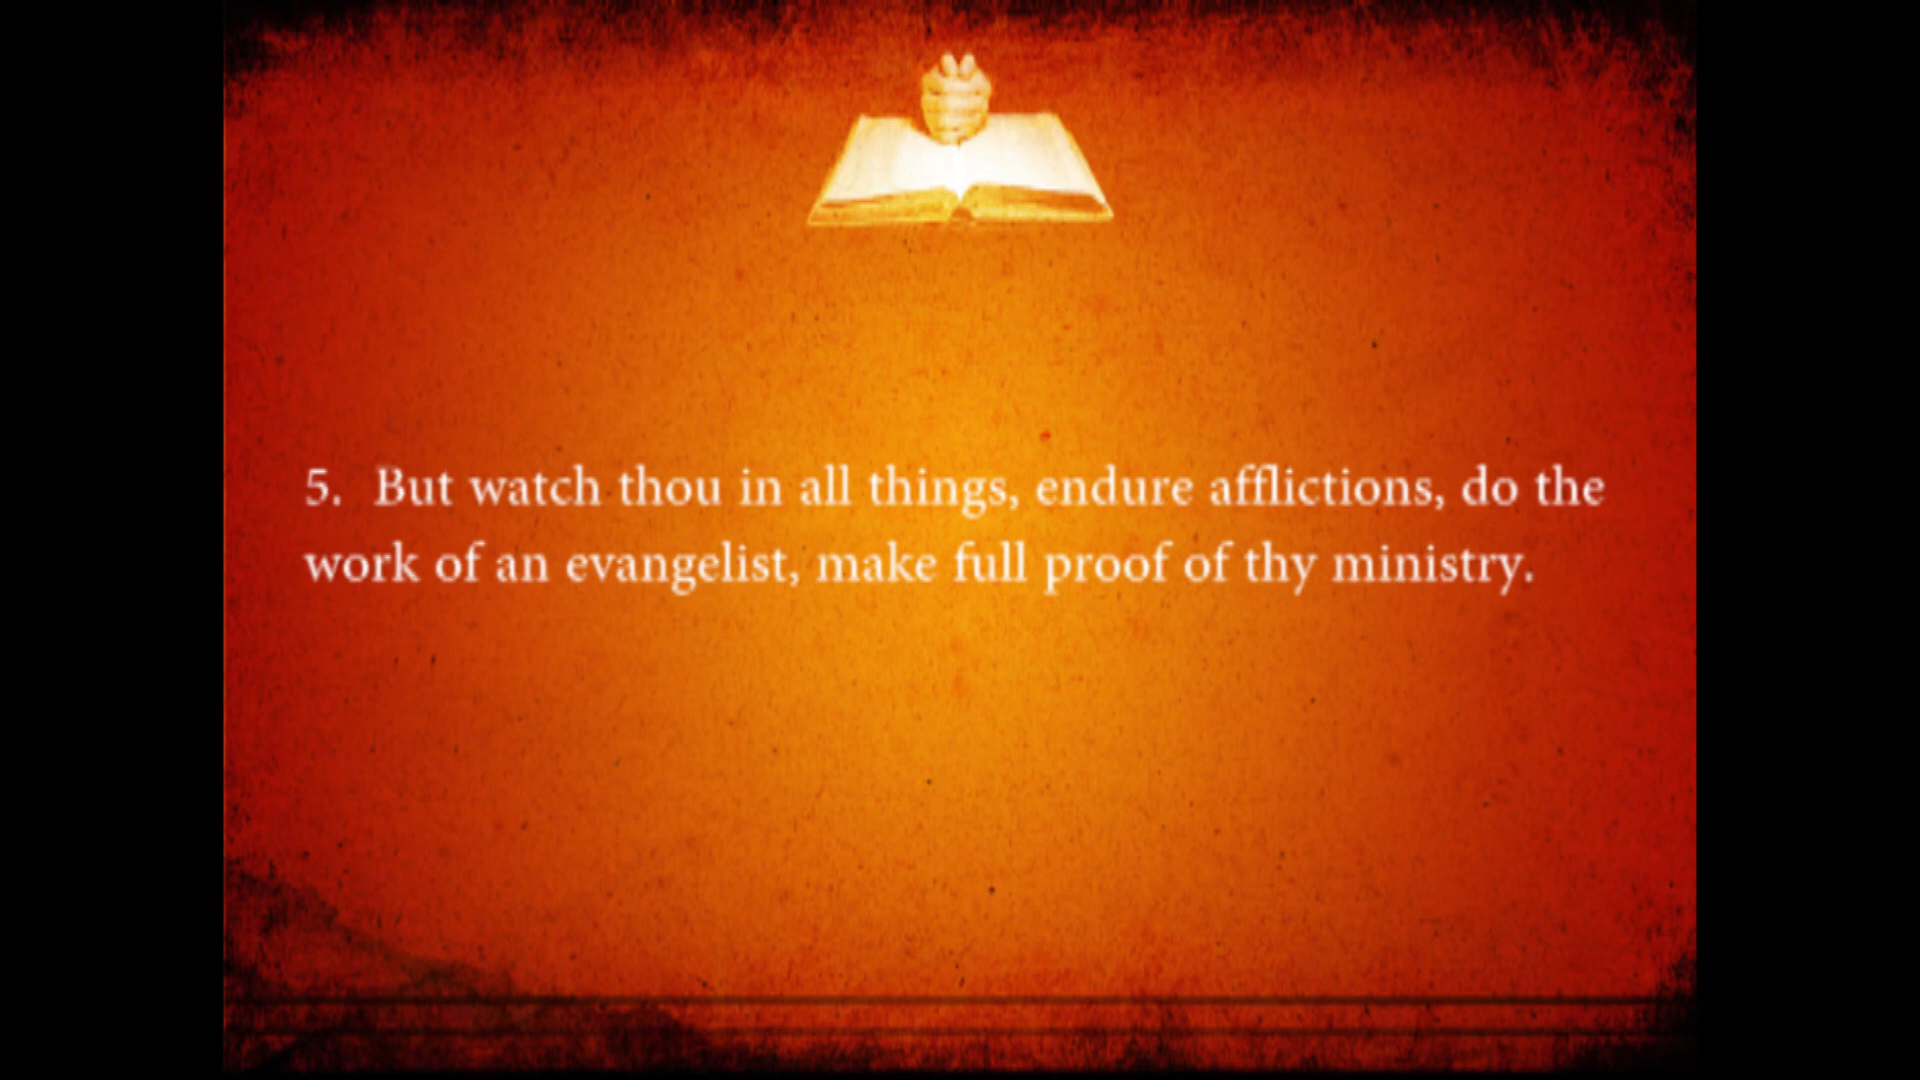 5. But watch thou in all things, endure afflictions, do the
work of an evangelist, make full proof of thy ministry.